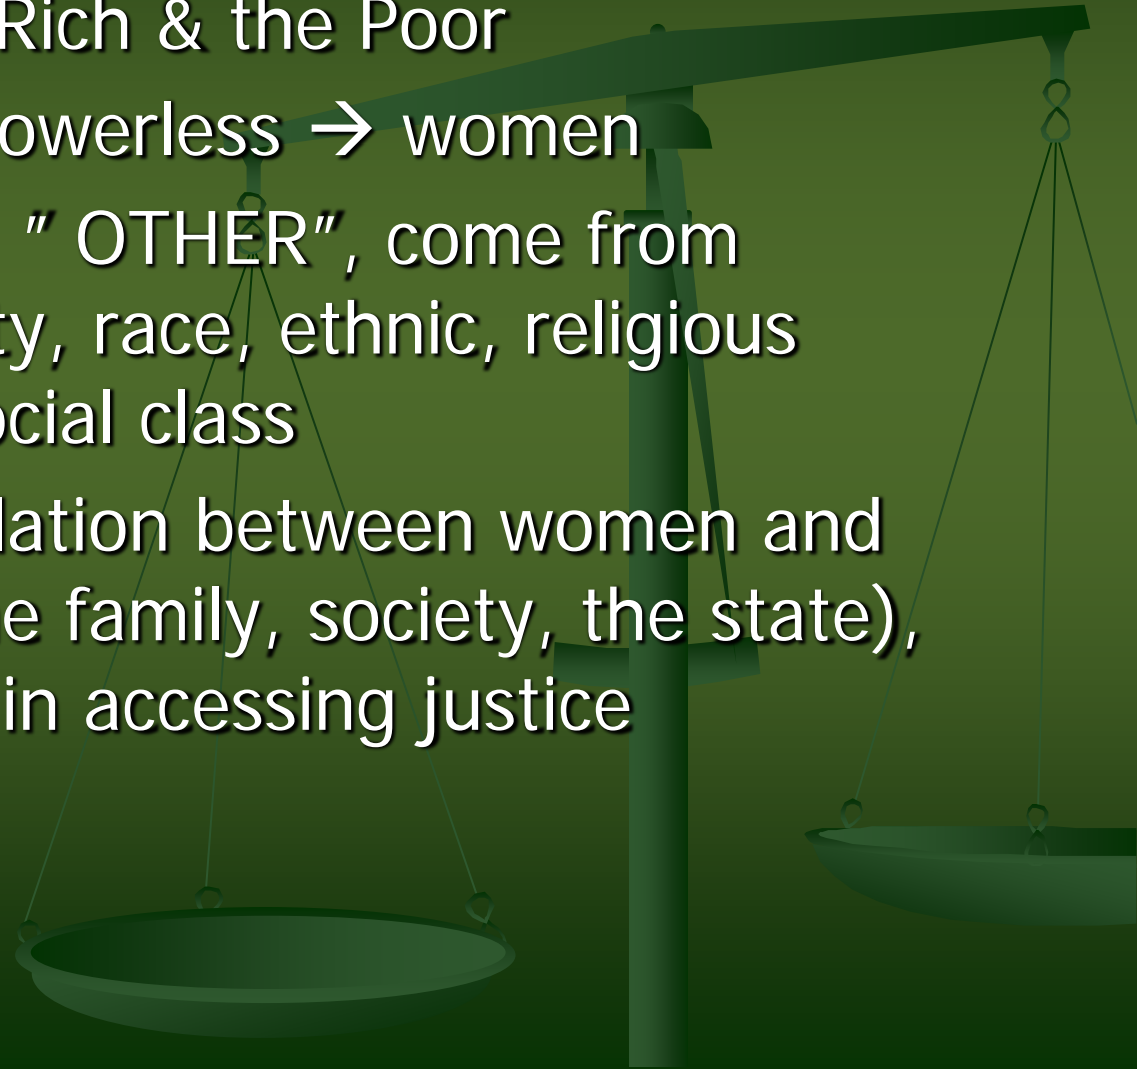 Rich & the Poor
owerless → women
" OTHER", come from
ty, race, ethnic, religious
ocial class
lation between women and
e family, society, the state),
in accessing justice